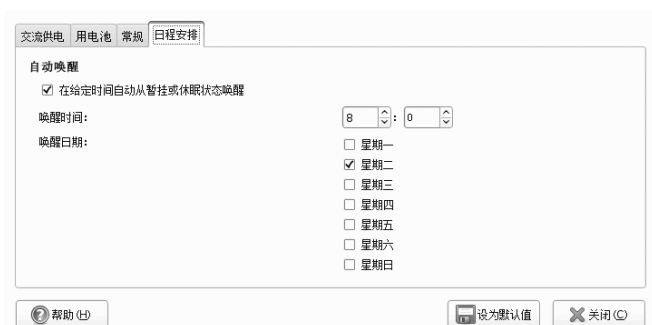 交流供电 用电池 常规 日程安排
自动唤醒
在给定时间自动从暂挂或休眠状态唤醒
唤醒时间: 8 : 0
唤醒日期: 星期一
星期二
星期三
星期四
星期五
星期六
星期日
帮助(H) 设为默认值 关闭(C)